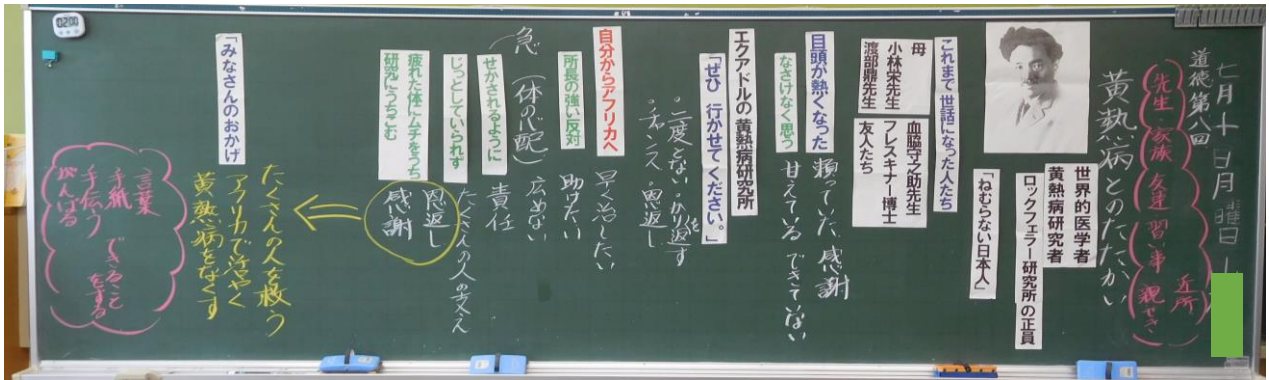 七月十日月曜日
道徳 第八回
先生 家族 友達 習い事 親せき
近所
黄熱病とのたたかい
世界的医学者
黄熱病研究者
ロックフェラー研究所の正員
「ねむらない日本人」
これまで世話になった人たち
母
小林栄先生
渡部鼎先生
血脇守之助先生
フレスキナー博士
友人たち
目頭が熱くなった
なさけなく思う
頼っていた 感謝
甘えている できていない
エクアドルの黄熱病研究所
「ぜひ 行かせてください。」
・二度とない かり返す
・チャンス ・恩返し
自分からアフリカへ
所長の強い反対
早く治したい
助けたい
広めない
急 (体の心配)
せかされるように
じっとしていられず
責任
たくさんの人の支え
疲れた体にムチをうち
研究にうちこむ
恩返し
感謝
「みなさんのおかげ
たくさんの人を救う
アフリカで
黄熱病をなくす
言葉
手紙 できること
手伝う をする
がんばる
02:00